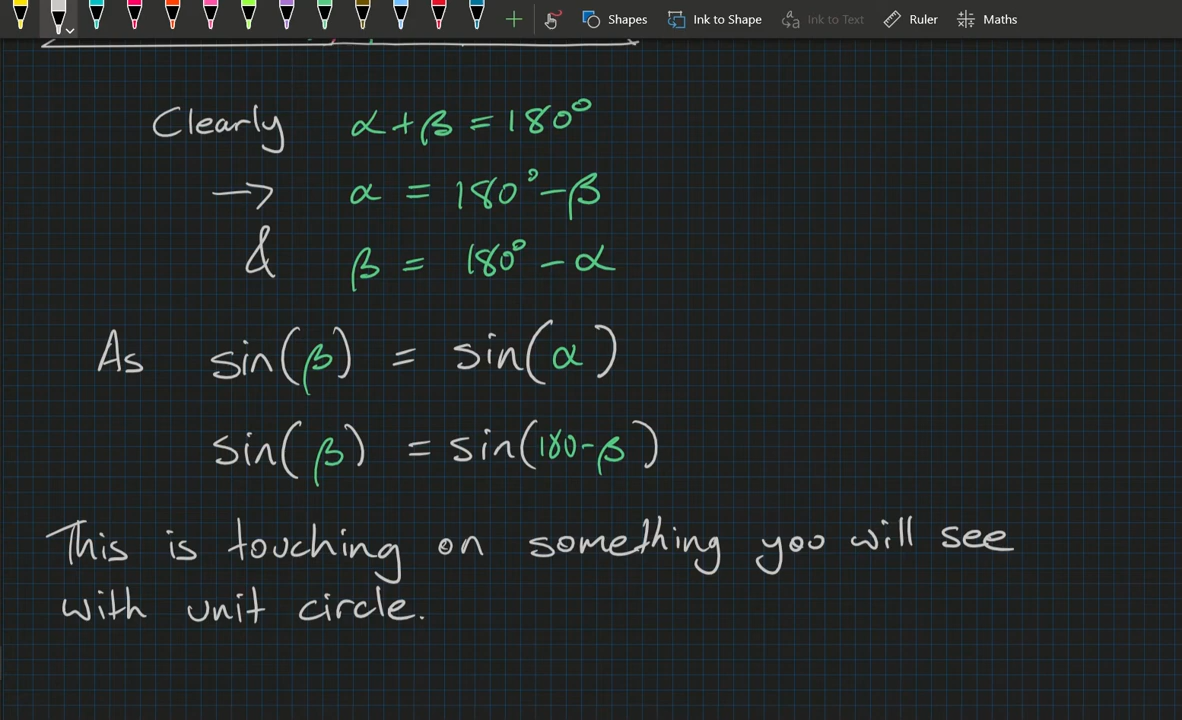 Shapes Ink to Shape Ink to Text Ruler Maths
Clearly α + β = 180°
→ α = 180° - β
& β = 180° - α
As sin(β) = sin(α)
sin(β) = sin(180-β)
This is touching on something you will see
with unit circle.